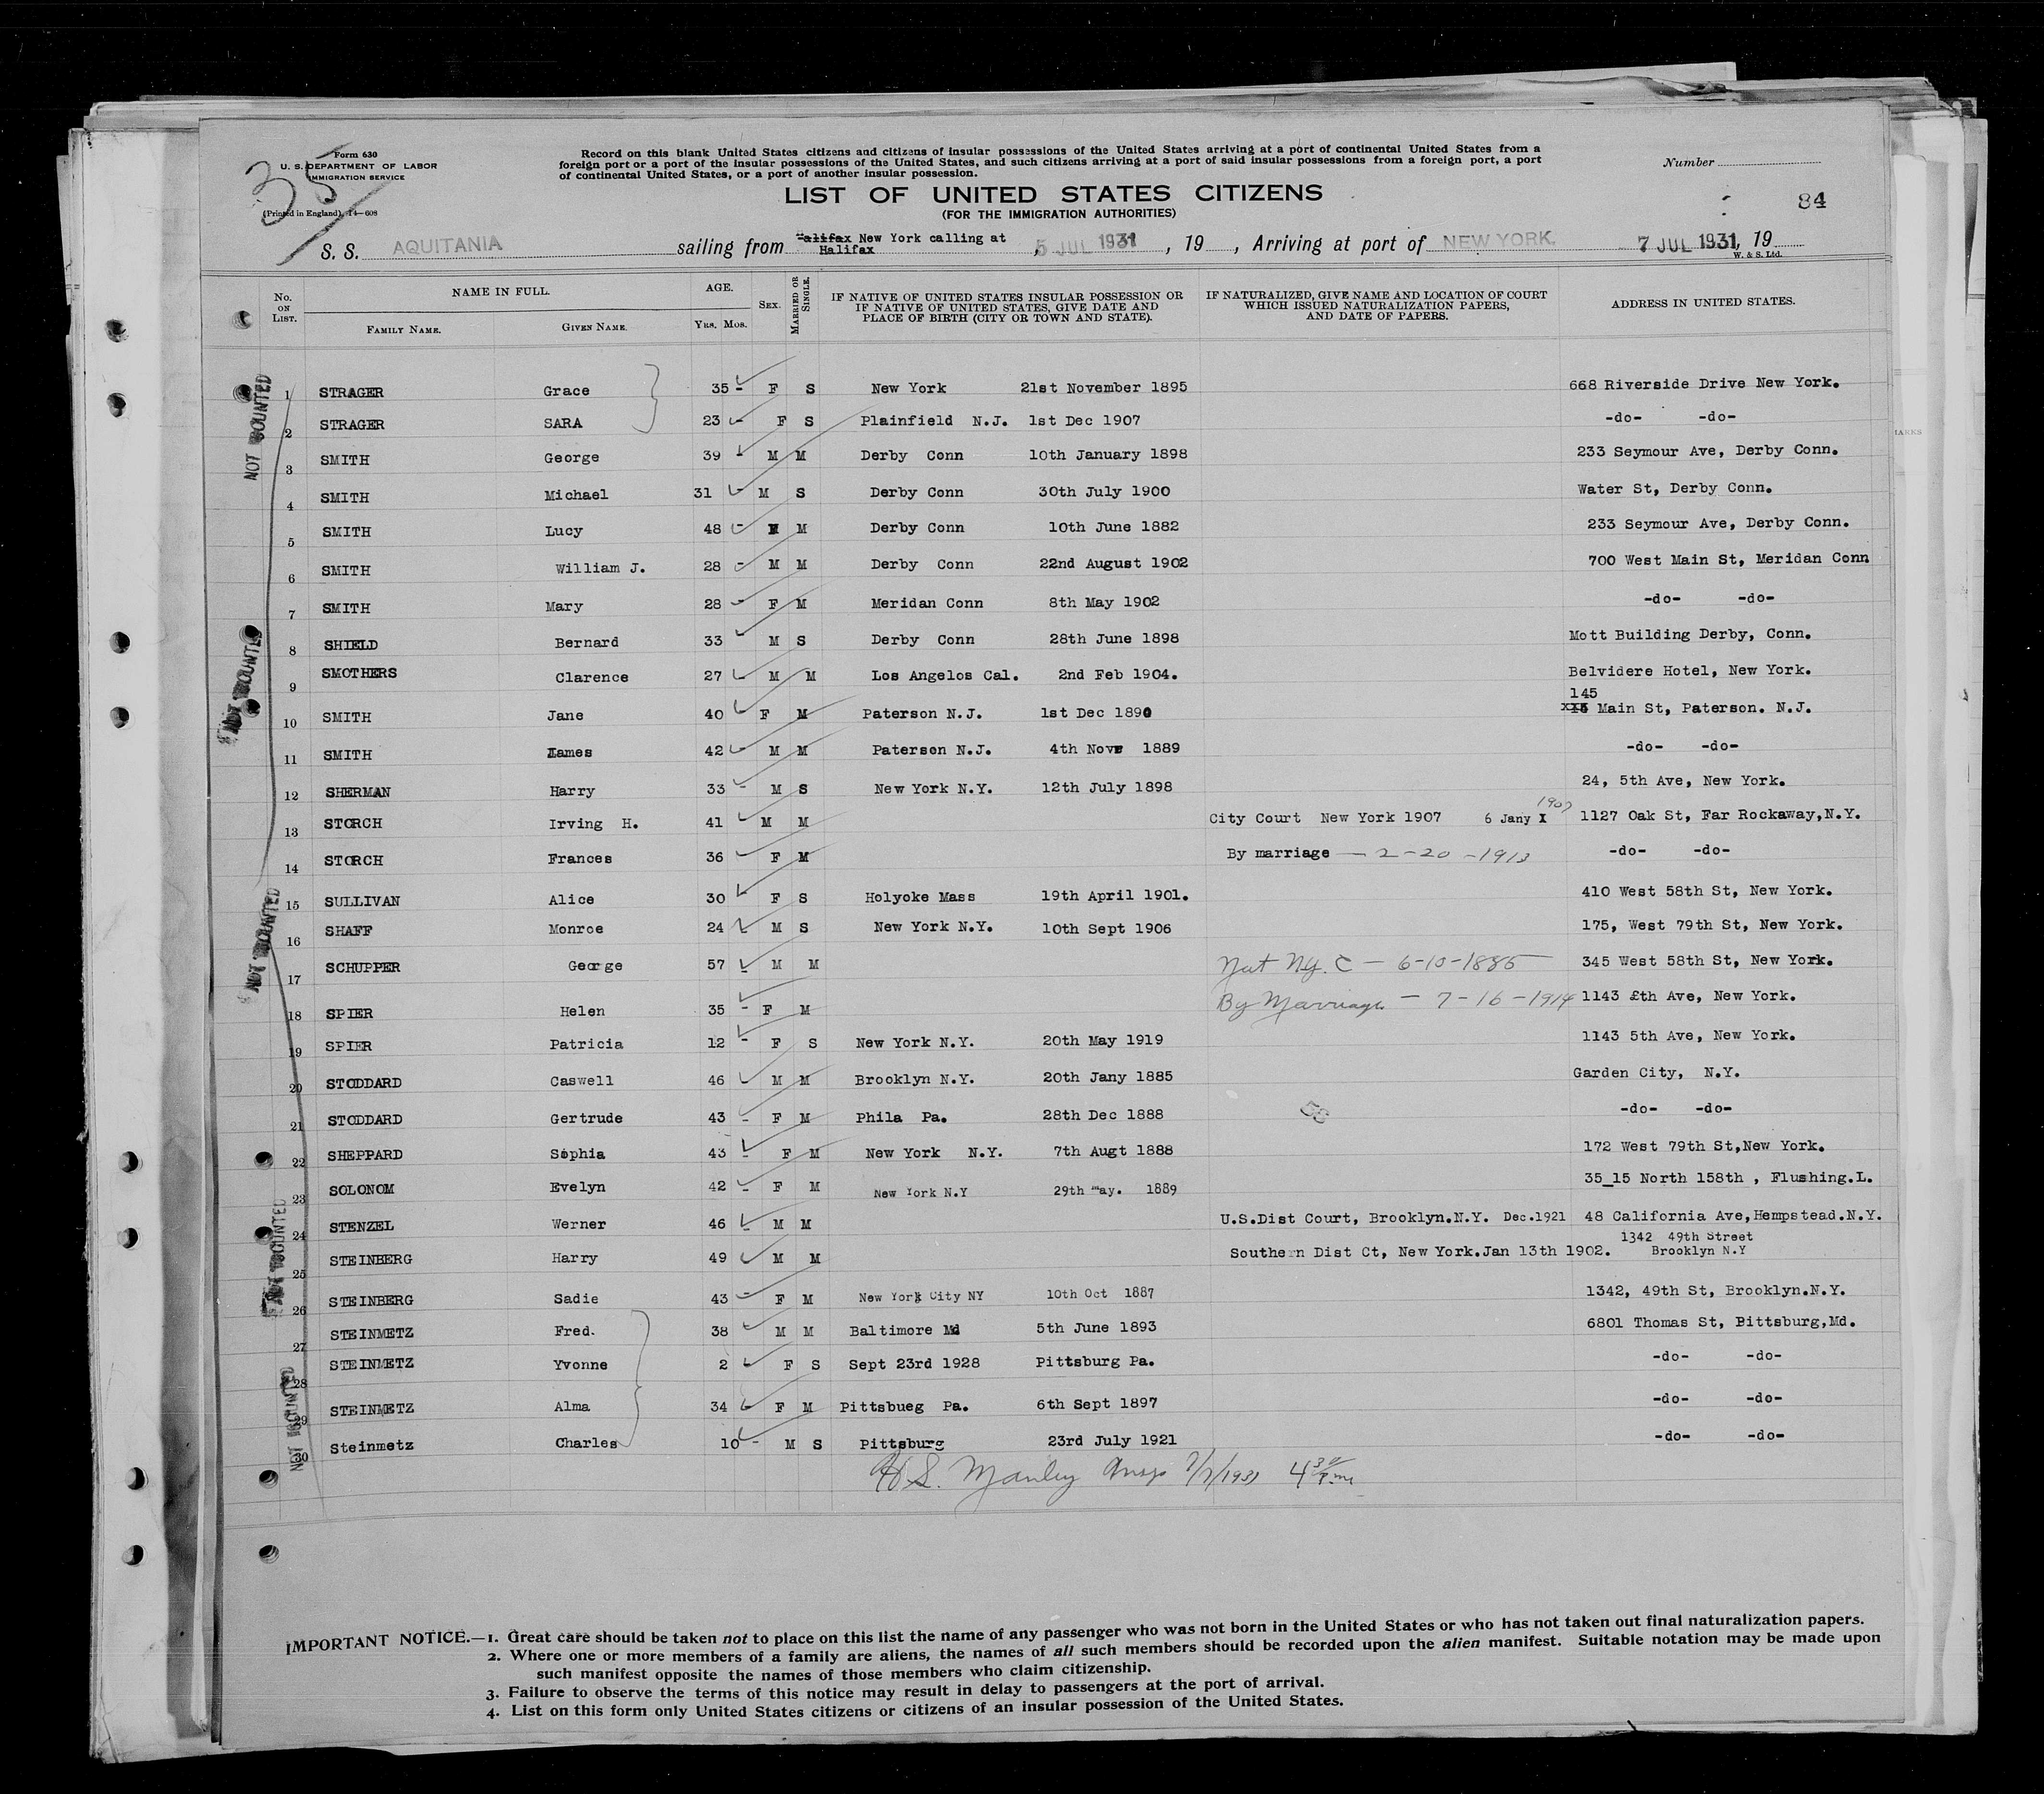 Form 630
U. S. DEPARTMENT OF LABOR
IMMIGRATION SERVICE
(Printed in England) 14—608
35
Record on this blank United States citizens and citizens of insular possessions of the United States arriving at a port of continental United States from a
foreign port or a port of the insular possessions of the United States, and such citizens arriving at a port of said insular possessions from a foreign port, a port
of continental United States, or a port of another insular possession.
Number
LIST OF UNITED STATES CITIZENS
(FOR THE IMMIGRATION AUTHORITIES)
84
S. S. AQUITANIA sailing from Halifax New York calling at Halifax, 5 JUL 1931, 19 , Arriving at port of NEW YORK. 7 JUL 1931, 19
W. & S. Ltd.
No. ON LIST. NAME IN FULL. FAMILY NAME. GIVEN NAME. AGE. YRS. MOS. SEX. MARRIED OR SINGLE. IF NATIVE OF UNITED STATES INSULAR POSSESSION OR IF NATIVE OF UNITED STATES, GIVE DATE AND PLACE OF BIRTH (CITY OR TOWN AND STATE). IF NATURALIZED, GIVE NAME AND LOCATION OF COURT WHICH ISSUED NATURALIZATION PAPERS, AND DATE OF PAPERS. ADDRESS IN UNITED STATES.
NOT COUNTED
1 STRAGER Grace 35 - F S New York 21st November 1895 668 Riverside Drive New York.
2 STRAGER SARA 23 - F S Plainfield N.J. 1st Dec 1907 -do- -do-
3 SMITH George 39 - M M Derby Conn 10th January 1898 233 Seymour Ave, Derby Conn.
4 SMITH Michael 31 - M S Derby Conn 30th July 1900 Water St, Derby Conn.
5 SMITH Lucy 48 - M Derby Conn 10th June 1882 233 Seymour Ave, Derby Conn.
6 SMITH William J. 28 - M M Derby Conn 22nd August 1902 700 West Main St, Meridan Conn
7 SMITH Mary 28 - F M Meridan Conn 8th May 1902 -do- -do-
NOT COUNTED
8 SHIELD Bernard 33 M S Derby Conn 28th June 1898 Mott Building Derby, Conn.
9 SMOTHERS Clarence 27 - M M Los Angelos Cal. 2nd Feb 1904. Belvidere Hotel, New York.
10 SMITH Jane 40 - F M Paterson N.J. 1st Dec 1890 145 Main St, Paterson. N.J.
11 SMITH James 42 - M M Paterson N.J. 4th Nov 1889 -do- -do-
12 SHERMAN Harry 33 - M S New York N.Y. 12th July 1898 24, 5th Ave, New York.
13 STORCH Irving H. 41 - M M City Court New York 1907 6 Jany 1907 1127 Oak St, Far Rockaway,N.Y.
14 STORCH Frances 36 F M By marriage — 2-20-1913 -do- -do-
NOT COUNTED
15 SULLIVAN Alice 30 - F S Holyoke Mass 19th April 1901. 410 West 58th St, New York.
16 SHAFF Monroe 24 - M S New York N.Y. 10th Sept 1906 175, West 79th St, New York.
17 SCHUPPER George 57 - M M Nat N.Y. C — 6-10-1885 345 West 58th St, New York.
18 SPIER Helen 35 - F M By Marriage — 7-16-1914 1143 £th Ave, New York.
19 SPIER Patricia 12 - F S New York N.Y. 20th May 1919 1143 5th Ave, New York.
20 STODDARD Caswell 46 M M Brooklyn N.Y. 20th Jany 1885 Garden City, N.Y.
21 STODDARD Gertrude 43 - F M Phila Pa. 28th Dec 1888 -do- -do-
22 SHEPPARD Sophia 43 - F M New York N.Y. 7th Augt 1888 172 West 79th St,New York.
23 SOLONOM Evelyn 42 - F M New York N.Y 29th may. 1889 35_15 North 158th , Flushing.L.
NOT COUNTED
24 STENZEL Werner 46 - M M U.S.Dist Court, Brooklyn.N.Y. Dec.1921 48 California Ave,Hempstead.N.Y.
25 STEINBERG Harry 49 - M M Southern Dist Ct, New York.Jan 13th 1902. 1342 49th Street Brooklyn N.Y
26 STEINBERG Sadie 43 - F M New York City NY 10th Oct 1887 1342, 49th St, Brooklyn.N.Y.
27 STEINMETZ Fred. 38 - M M Baltimore Md 5th June 1893 6801 Thomas St, Pittsburg,Md.
28 STEINMETZ Yvonne 2 - F S Sept 23rd 1928 Pittsburg Pa. -do- -do-
NOT COUNTED
29 STEINMETZ Alma 34 - F M Pittsbueg Pa. 6th Sept 1897 -do- -do-
30 Steinmetz Charles 10 - M S Pittsburg 23rd July 1921 -do- -do-
H.S. Manley Insp 7/7/1931 4 30 Pm
IMPORTANT NOTICE.—1. Great care should be taken not to place on this list the name of any passenger who was not born in the United States or who has not taken out final naturalization papers.
2. Where one or more members of a family are aliens, the names of all such members should be recorded upon the alien manifest. Suitable notation may be made upon
such manifest opposite the names of those members who claim citizenship.
3. Failure to observe the terms of this notice may result in delay to passengers at the port of arrival.
4. List on this form only United States citizens or citizens of an insular possession of the United States.